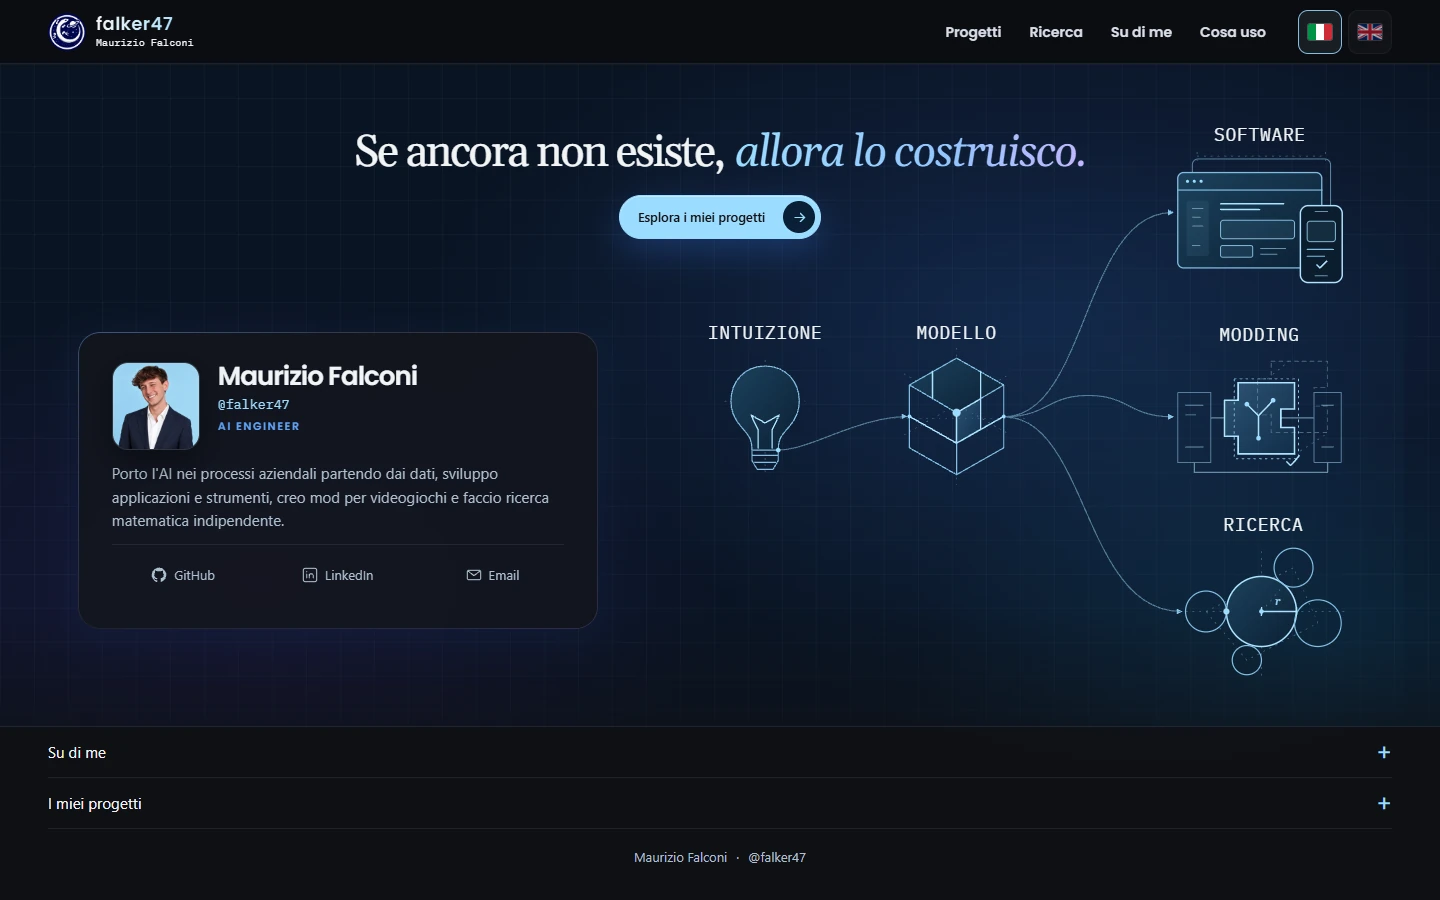 falker47
Maurizio Falconi
Progetti
Ricerca
Su di me
Cosa uso
Se ancora non esiste, allora lo costruisco.
Esplora i miei progetti
SOFTWARE
INTUIZIONE
MODELLO
MODDING
Maurizio Falconi
@falker47
AI ENGINEER
Porto l'AI nei processi aziendali partendo dai dati, sviluppo
applicazioni e strumenti, creo mod per videogiochi e faccio ricerca
matematica indipendente.
GitHub
LinkedIn
Email
RICERCA
r
Su di me
I miei progetti
Maurizio Falconi · @falker47